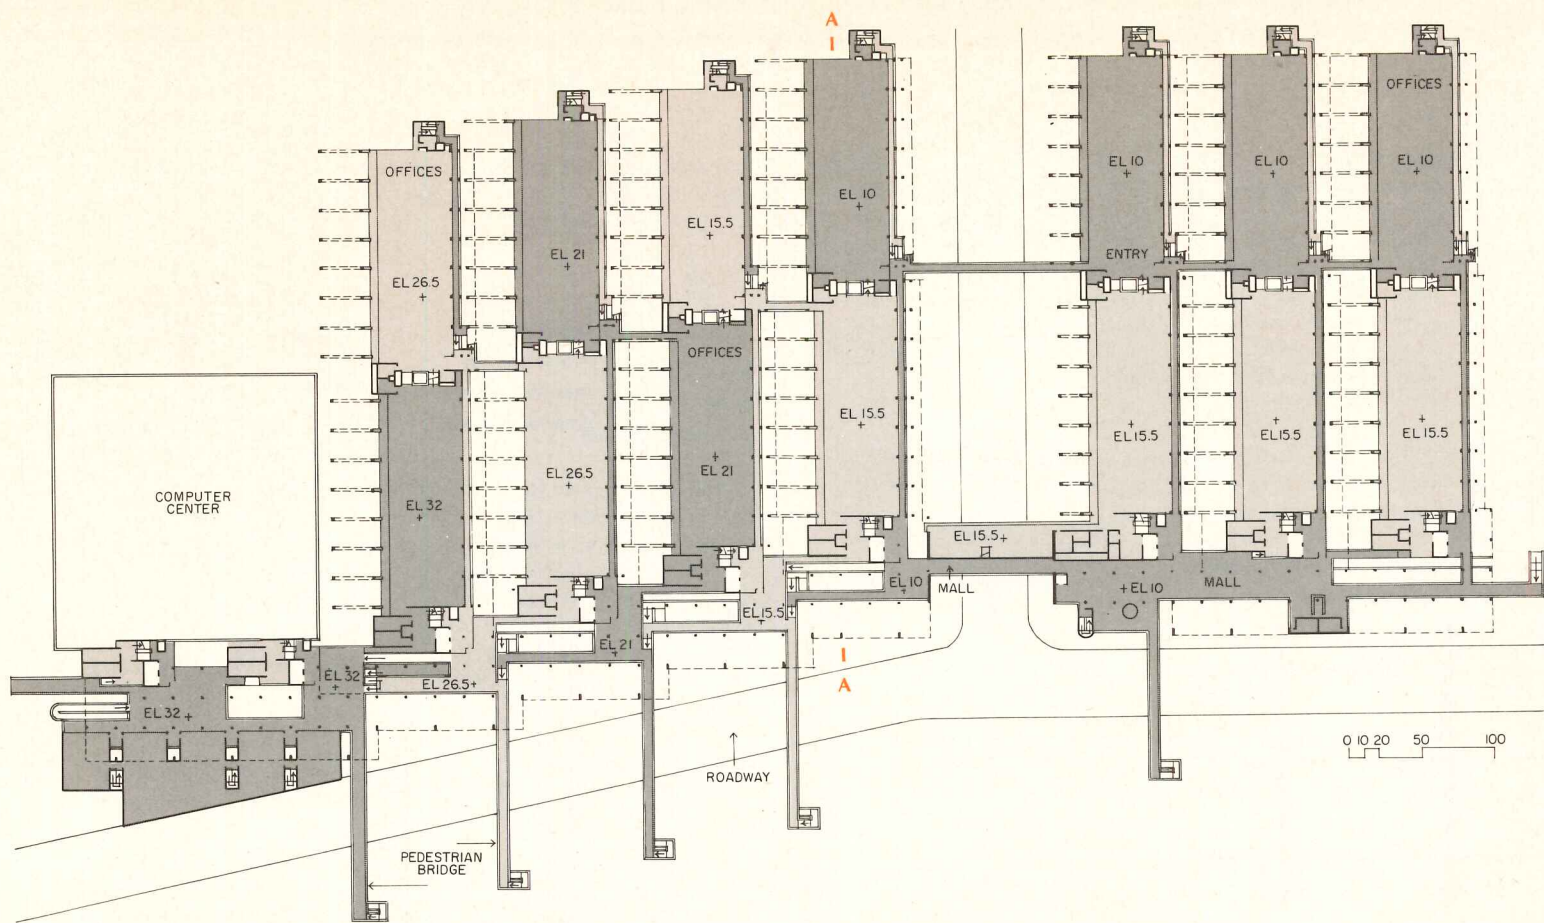 A
I
OFFICES
EL 10
EL 10
EL 10
OFFICES
EL 26.5
EL 21
EL 15.5
EL 10
ENTRY
OFFICES
EL 32
EL 26.5
EL 21
EL 15.5
EL 15.5
EL 15.5
EL 15.5
COMPUTER
CENTER
EL 15.5
EL 10
MALL
EL 10
MALL
EL 15.5
EL 21
EL 32
EL 26.5
EL 32
I
A
ROADWAY
PEDESTRIAN
BRIDGE
0 10 20 50 100